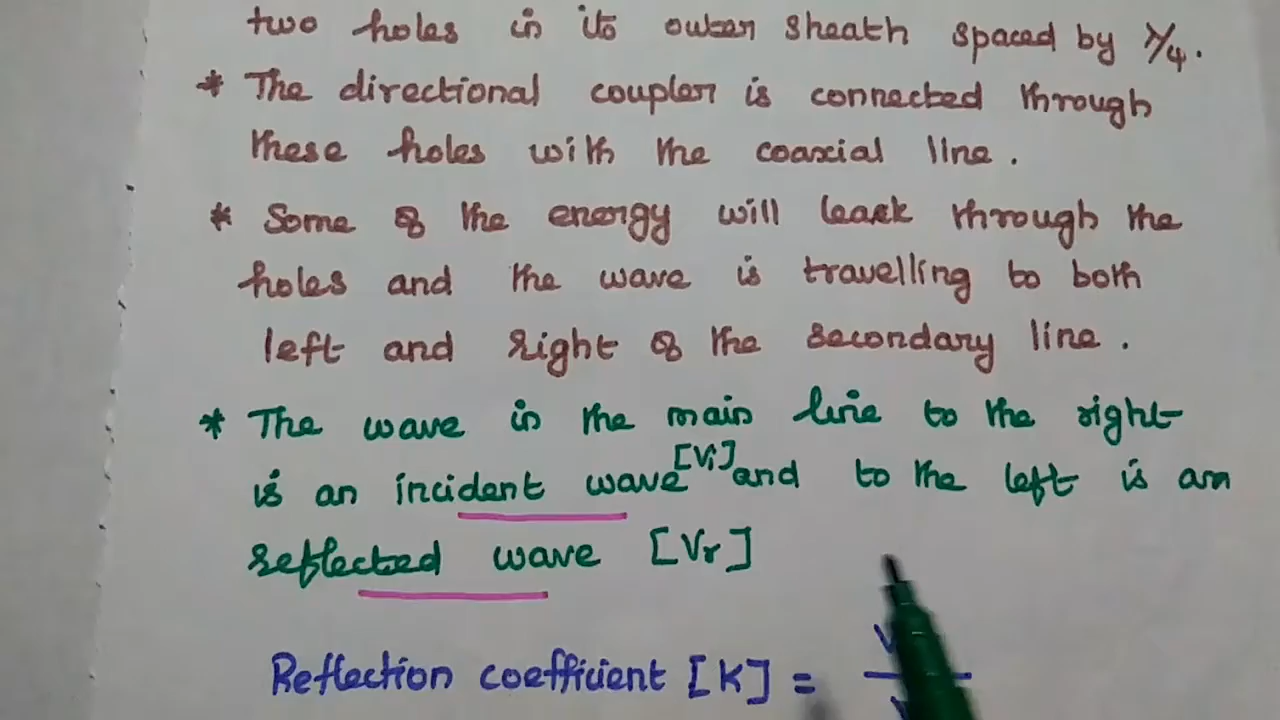 two holes in its outer sheath spaced by λ/4.
* The directional coupler is connected through
these holes with the coaxial line.
* Some of the energy will leak through the
holes and the wave is travelling to both
left and right of the secondary line.
* The wave in the main line to the right
is an incident wave [Vi] and to the left is an
reflected wave [Vr]
Reflection coefficient [K] =